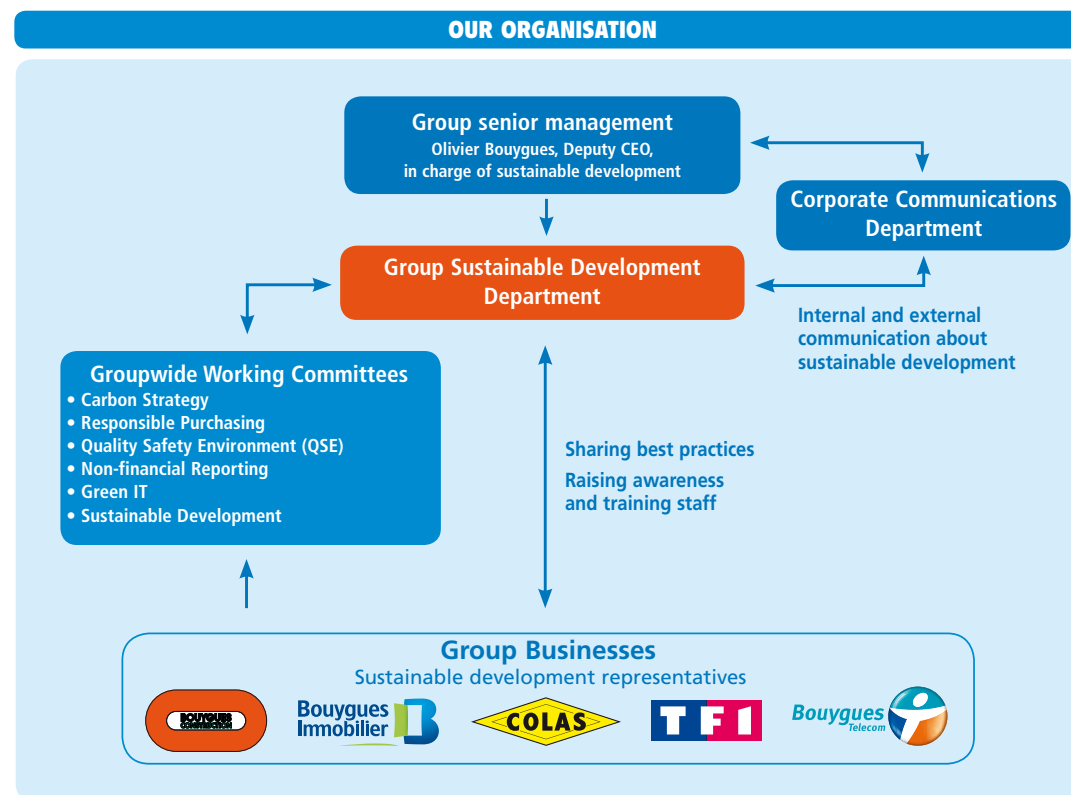 OUR ORGANISATION
Group senior management
Olivier Bouygues, Deputy CEO,
in charge of sustainable development
Corporate Communications
Department
Group Sustainable Development
Department
Internal and external
communication about
sustainable development
Groupwide Working Committees
• Carbon Strategy
• Responsible Purchasing
• Quality Safety Environment (QSE)
• Non-financial Reporting
• Green IT
• Sustainable Development
Sharing best practices
Raising awareness
and training staff
Group Businesses
Sustainable development representatives
BOUYGUES
CONSTRUCTION
Bouygues
Immobilier
COLAS
TF1
Bouygues
Telecom